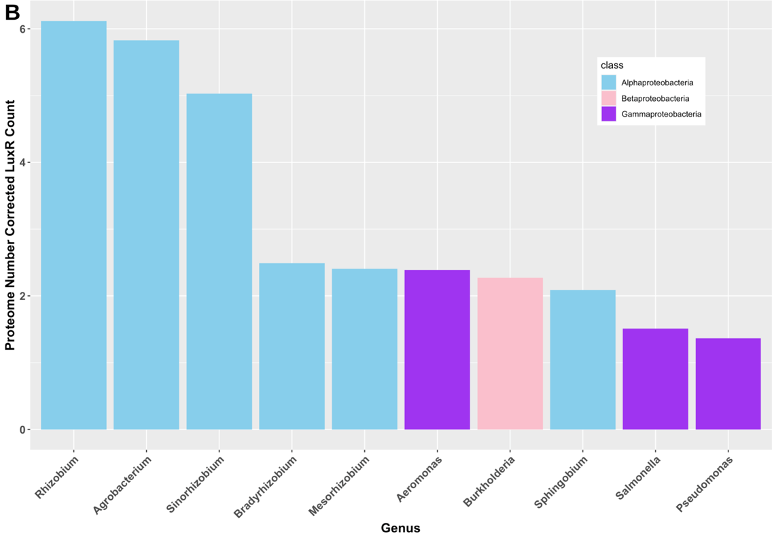 B
Proteome Number Corrected LuxR Count
6
4
2
0
class
Alphaproteobacteria
Betaproteobacteria
Gammaproteobacteria
Rhizobium
Agrobacterium
Sinorhizobium
Bradyrhizobium
Mesorhizobium
Aeromonas
Burkholderia
Sphingobium
Salmonella
Pseudomonas
Genus